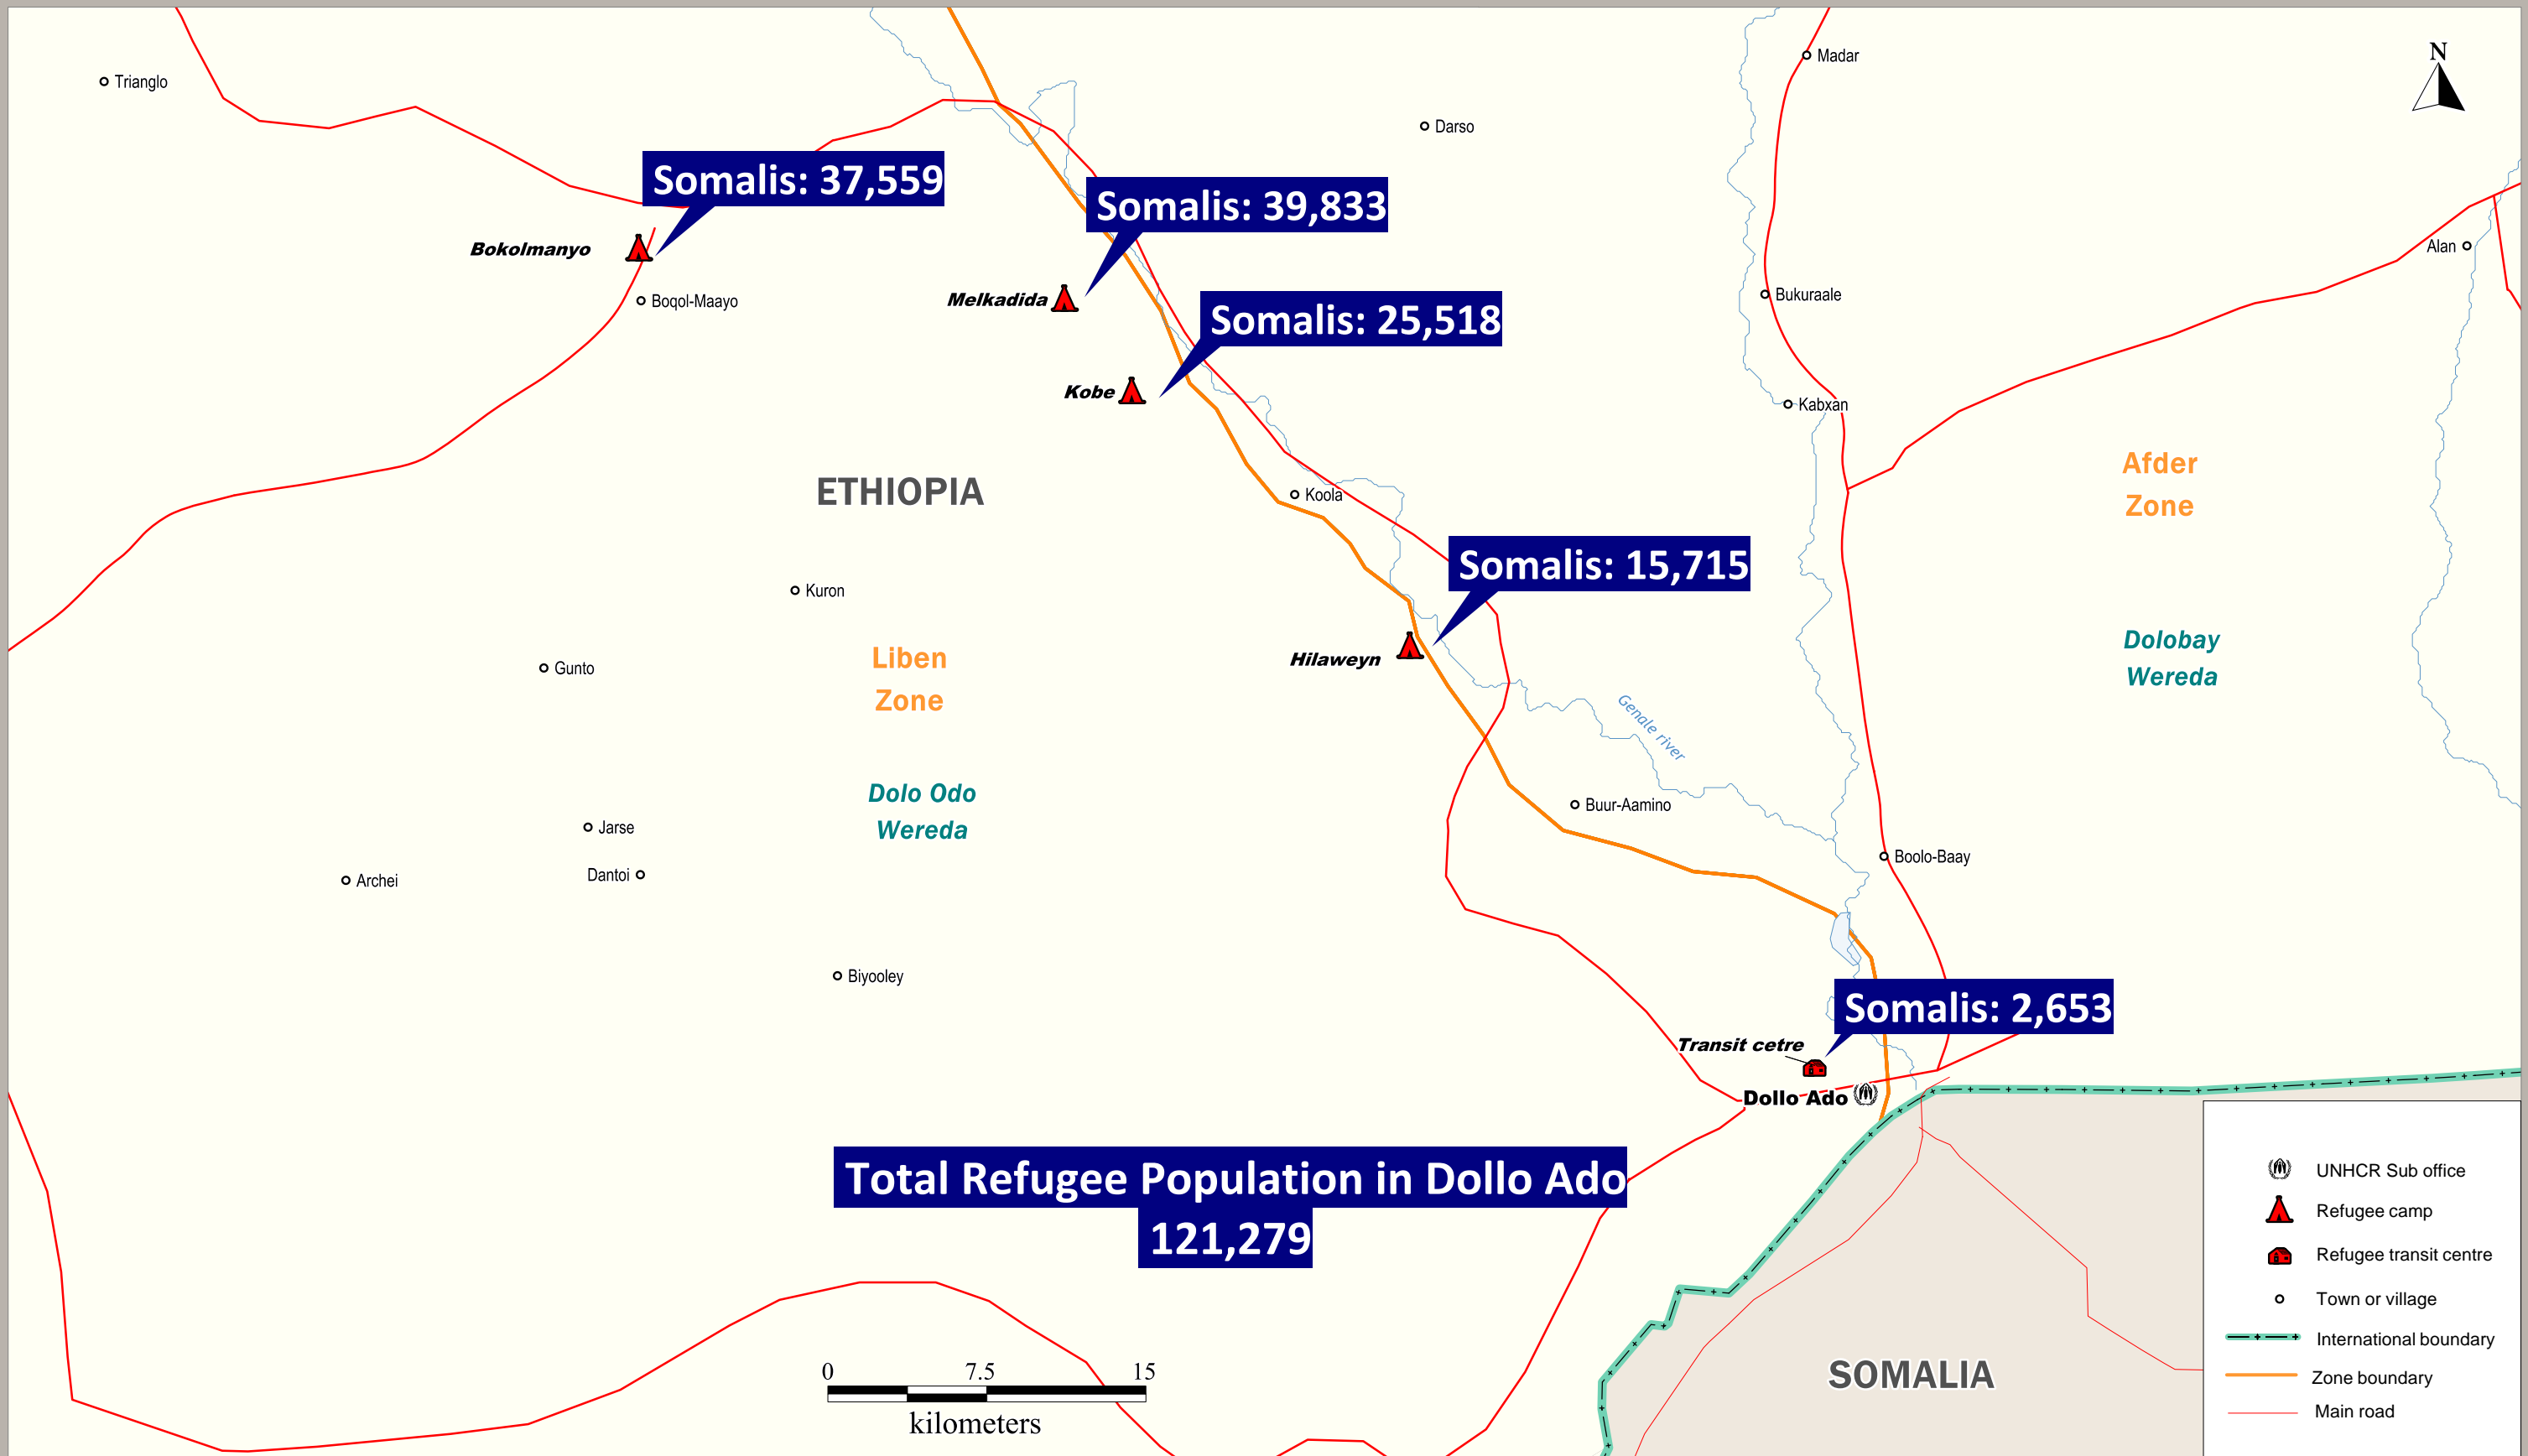 N
Trianglo
Madar
Darso
Somalis: 37,559
Somalis: 39,833
Bokolmanyo
Alan
Boqol-Maayo
Melkadida
Bukuraale
Somalis: 25,518
Kobe
Kabxan
Afder
Zone
ETHIOPIA
Koola
Somalis: 15,715
Kuron
Dolobay
Wereda
Liben
Zone
Gunto
Hilaweyn
Genale river
Dolo Odo
Wereda
Buur-Aamino
Jarse
Boolo-Baay
Dantoi
Archei
Biyooley
Somalis: 2,653
Transit cetre
Dollo Ado
Total Refugee Population in Dollo Ado
121,279
UNHCR Sub office
Refugee camp
Refugee transit centre
Town or village
International boundary
Zone boundary
Main road
SOMALIA
0 7.5 15
kilometers